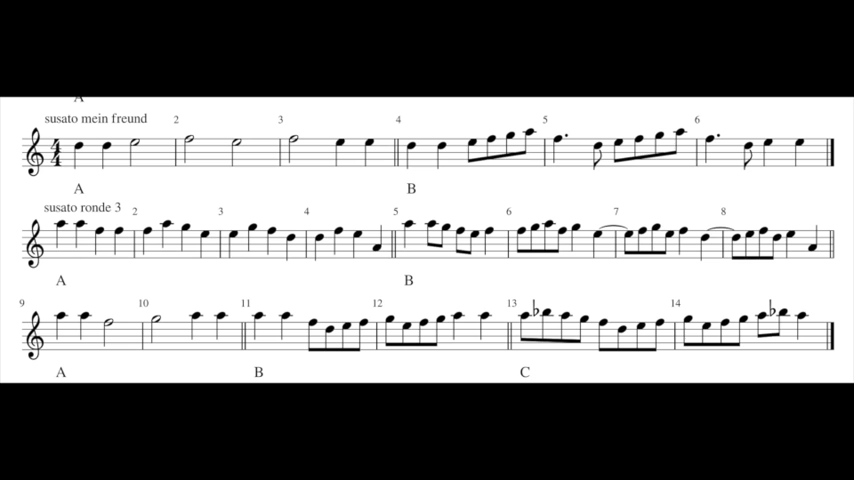 A
susato mein freund 2 3 4 5 6
A B
susato ronde 3 2 3 4 5 6 7 8
A B
9 10 11 12 13 14
A B C